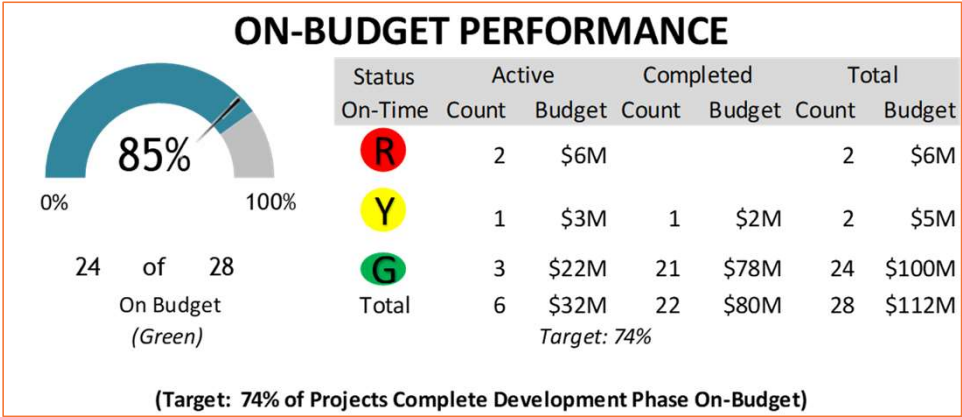 ON-BUDGET PERFORMANCE
Status Active Completed Total
On-Time Count Budget Count Budget Count Budget
R 2 $6M 2 $6M
Y 1 $3M 1 $2M 2 $5M
G 3 $22M 21 $78M 24 $100M
Total 6 $32M 22 $80M 28 $112M
Target: 74%
85%
0% 100%
24 of 28
On Budget
(Green)
(Target: 74% of Projects Complete Development Phase On-Budget)